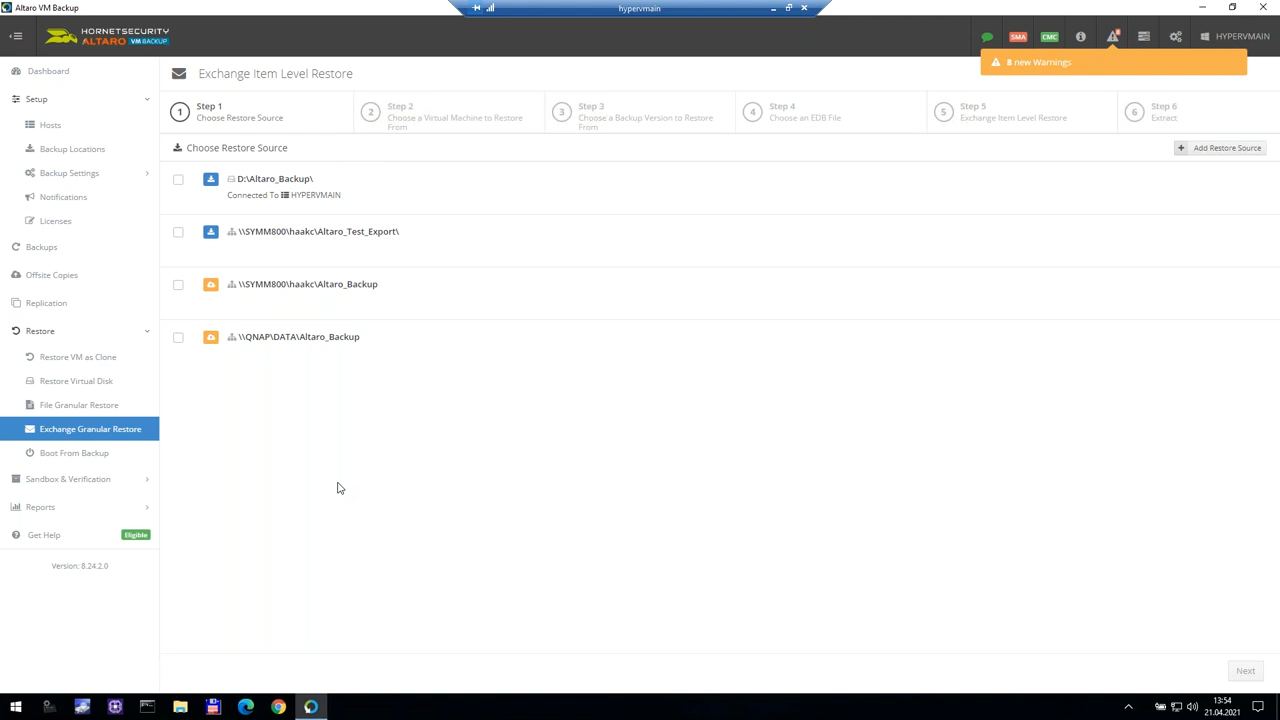 Altaro VM Backup
hypervmain
HORNETSECURITY
ALTARO VM BACKUP
SMA
CMC
HYPERVMAIN
8 new Warnings
Dashboard
Setup
Hosts
Backup Locations
Backup Settings
Notifications
Licenses
Backups
Offsite Copies
Replication
Restore
Restore VM as Clone
Restore Virtual Disk
File Granular Restore
Exchange Granular Restore
Boot From Backup
Sandbox & Verification
Reports
Get Help
Eligible
Version: 8.24.2.0
Exchange Item Level Restore
1
Step 1
Choose Restore Source
2
Step 2
Choose a Virtual Machine to Restore
From
3
Step 3
Choose a Backup Version to Restore
From
4
Step 4
Choose an EDB File
5
Step 5
Exchange Item Level Restore
6
Step 6
Extract
Choose Restore Source
Add Restore Source
D:\Altaro_Backup\
Connected To HYPERVMAIN
\\SYMM800\haakc\Altaro_Test_Export\
\\SYMM800\haakc\Altaro_Backup
\\QNAP\DATA\Altaro_Backup
Next
13:54
21.04.2021